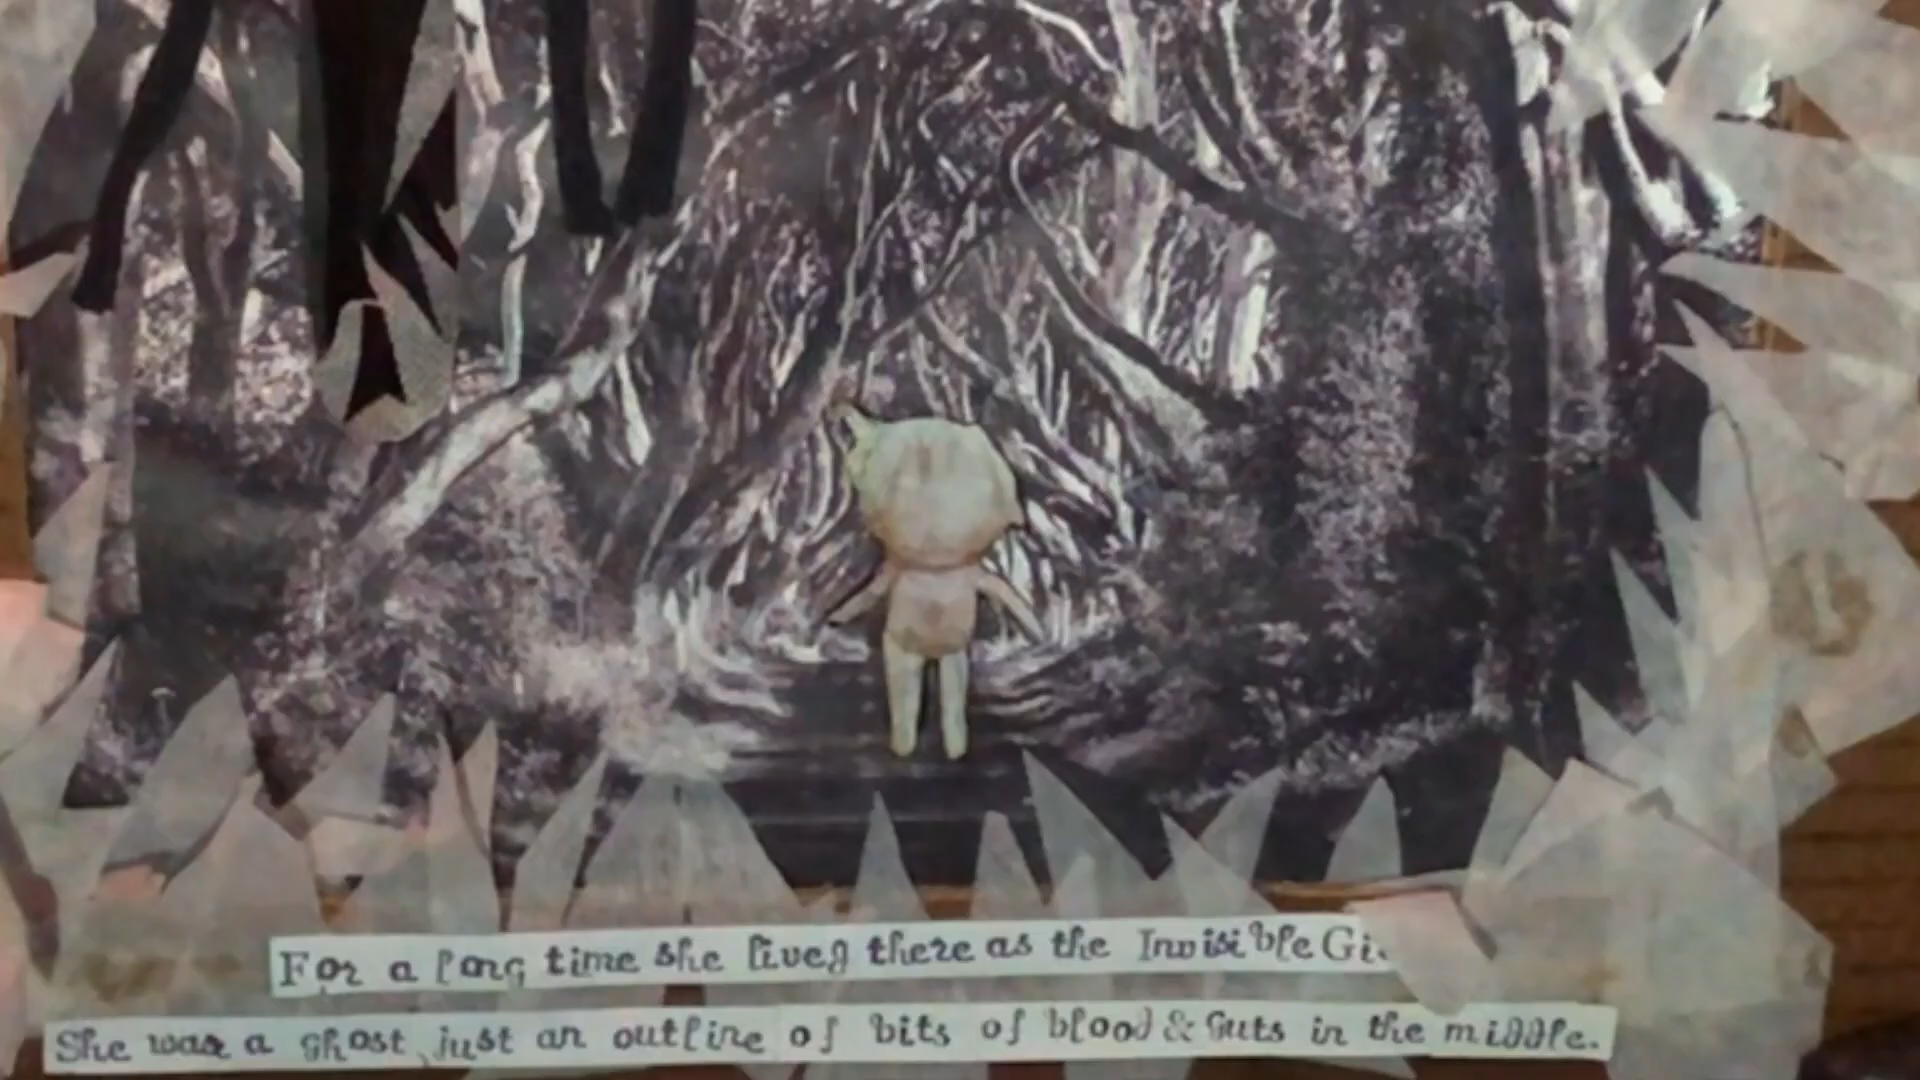 For a long time she lived there as the Invisible
She was a ghost just an outline of bits of blood & Guts in the middle.